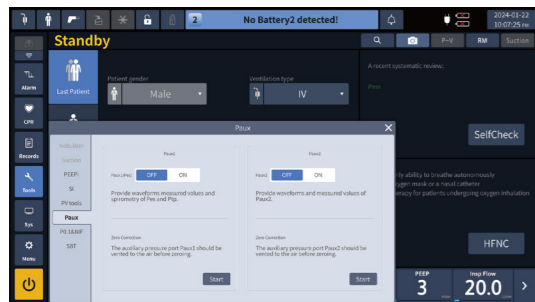 2
No Battery2 detected!
2024-01-22
10:07:25 PM
Standby
P-V
RM
Suction
Alarm
CPR
Records
Tools
Sys
Menu
Last Patient
Patient gender
Male
Ventilation type
IV
A recent systematic review:
Pass
SelfCheck
ify ability to breathe autonomously
xygen mask or a nasal catheter
erapy for patients undergoing oxygen inhalation
HFNC
Paux
Nebulizer
Suction
PEEPi
SI
PV tools
Paux
P0.1&NIF
SBT
Paux1
OFF
ON
Provide waveforms measured values and
spirometry of Pes and Ptp.
Zero Correction
The auxiliary pressure port Paux1 should be
vented to the air before zeroing.
Start
Paux2
Paux2
OFF
ON
Provide waveforms and measured values of
Paux2.
Zero Correction
The auxiliary pressure port Paux2 should be
vented to the air before zeroing.
Start
PEEP
3
Insp Flow
20.0